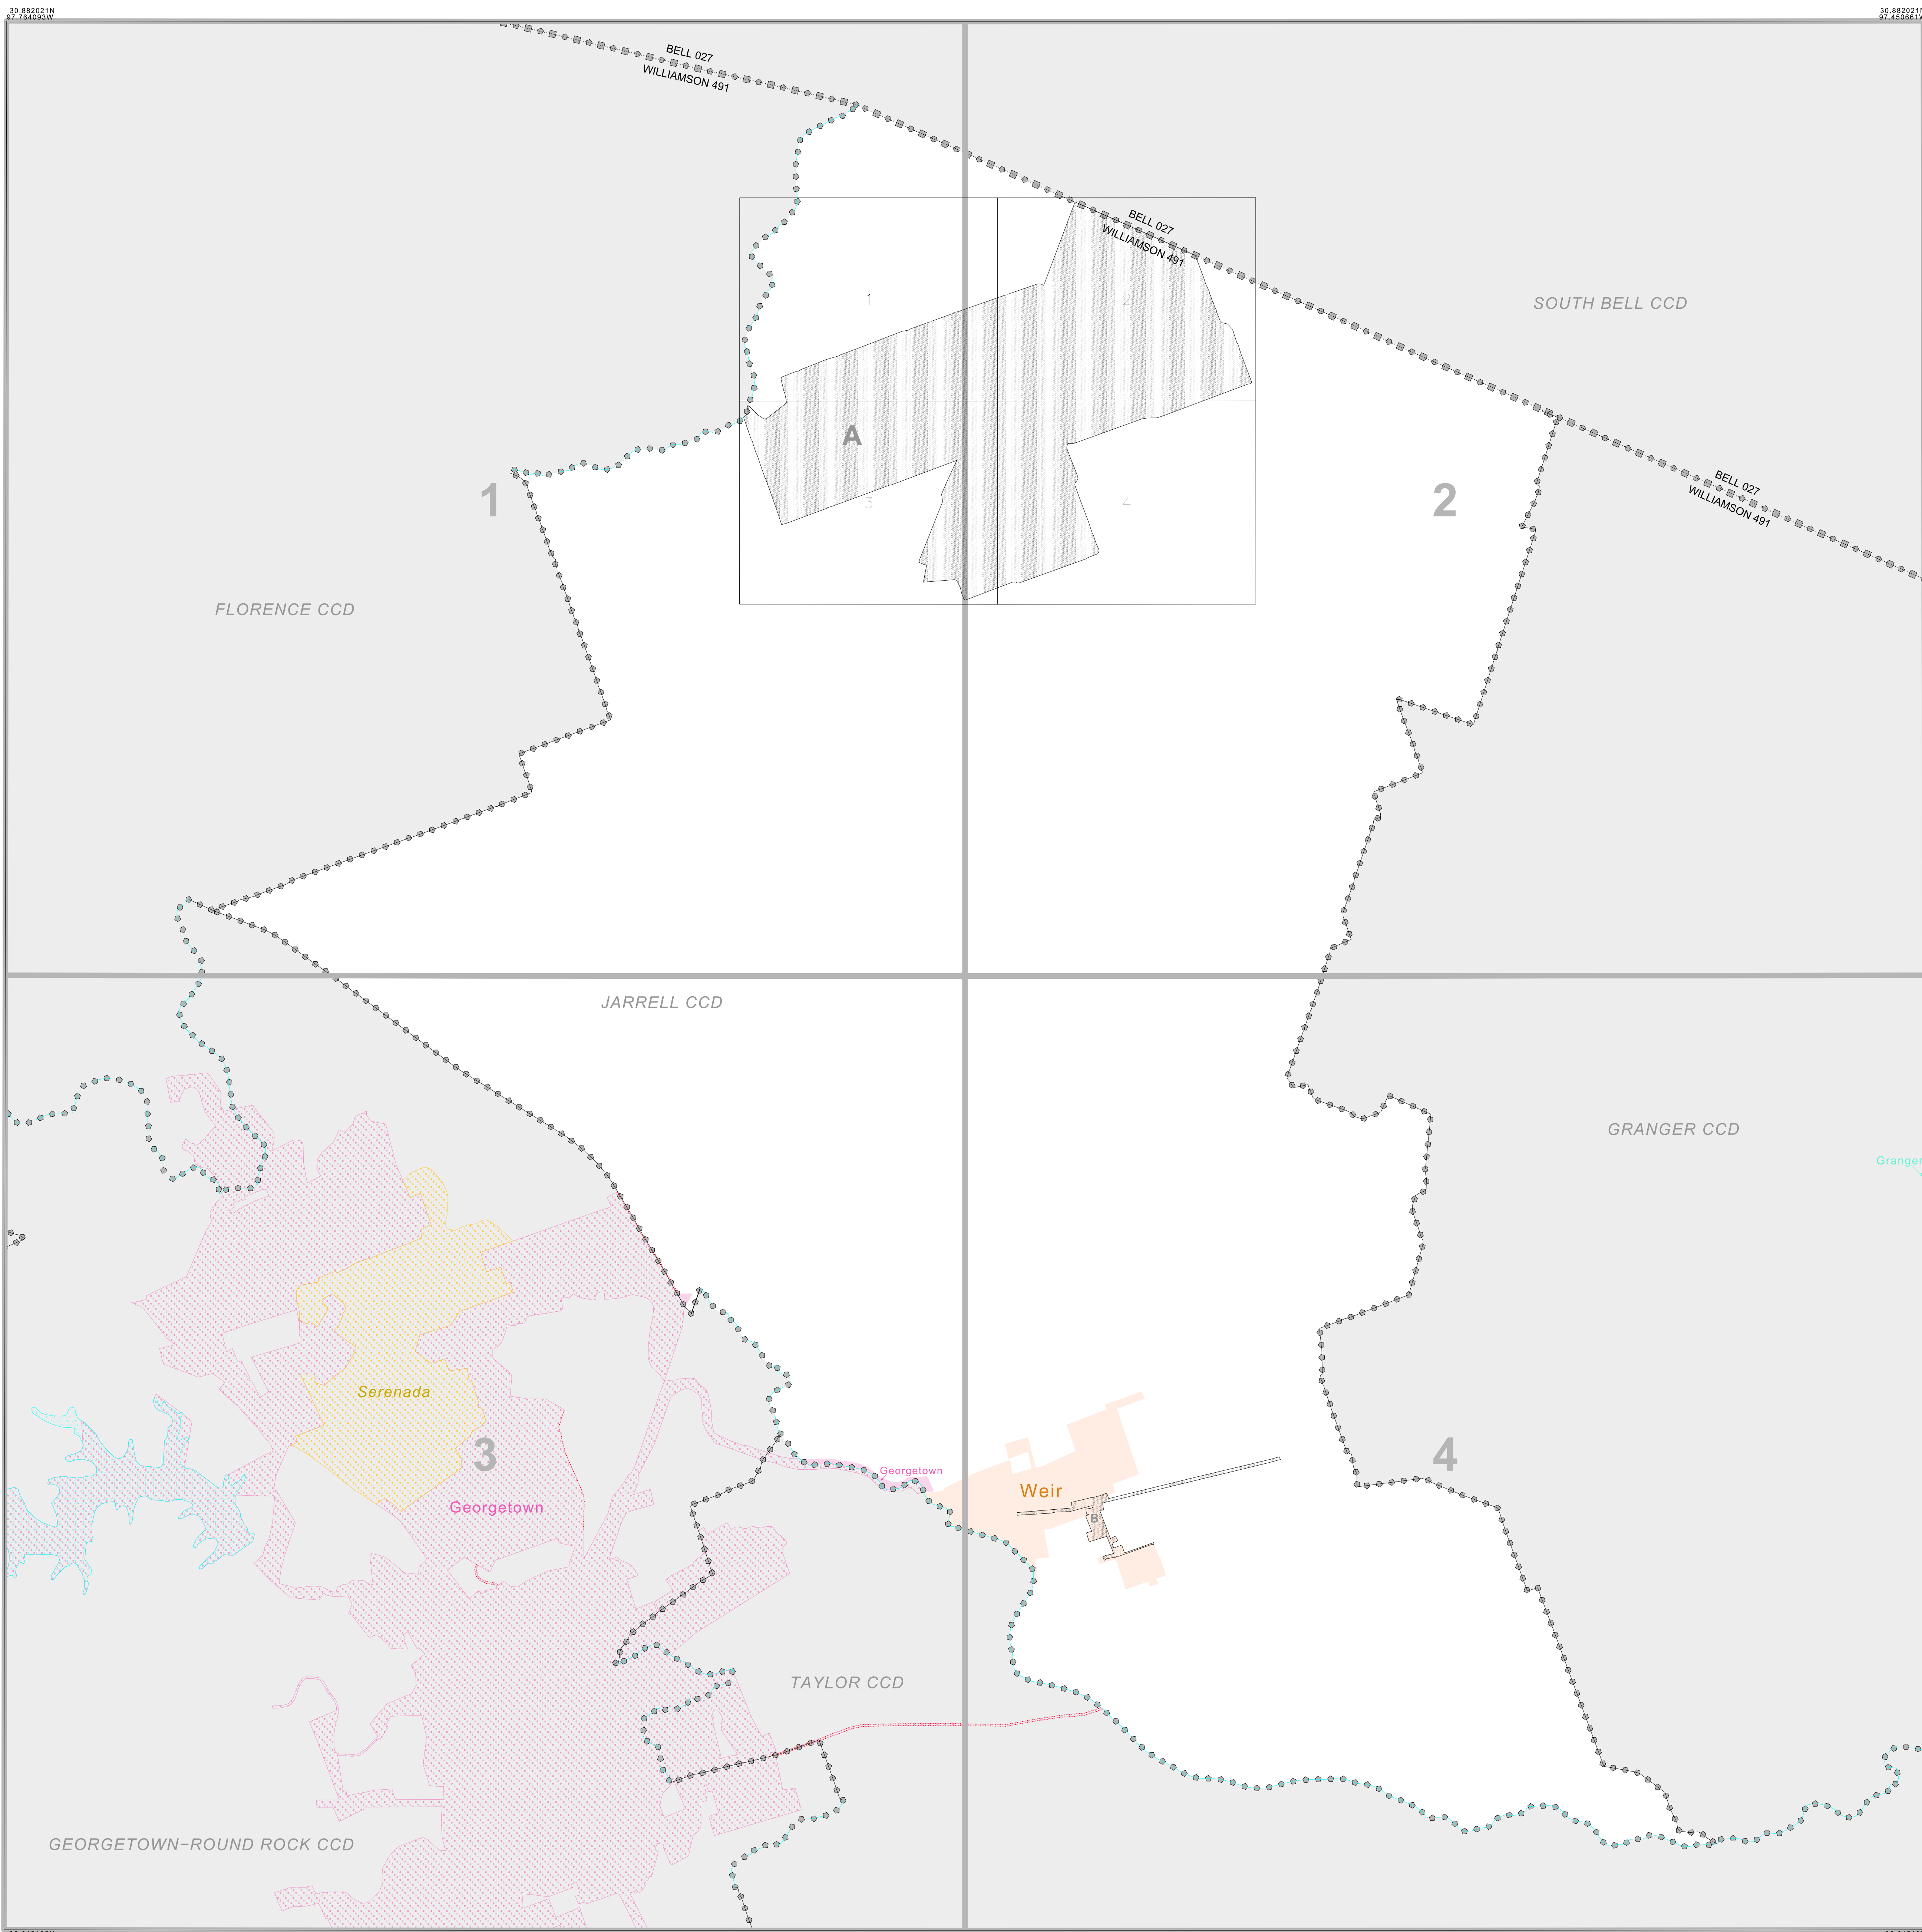 30.882021N
97.764093W
30.882021N
97.450661W
BELL 027
WILLIAMSON 491
BELL 027
WILLIAMSON 491
1
2
SOUTH BELL CCD
A
1
2
3
4
BELL 027
WILLIAMSON 491
FLORENCE CCD
JARRELL CCD
GRANGER CCD
Granger
Serenada
3
4
Georgetown
Georgetown
Weir
B
TAYLOR CCD
GEORGETOWN-ROUND ROCK CCD